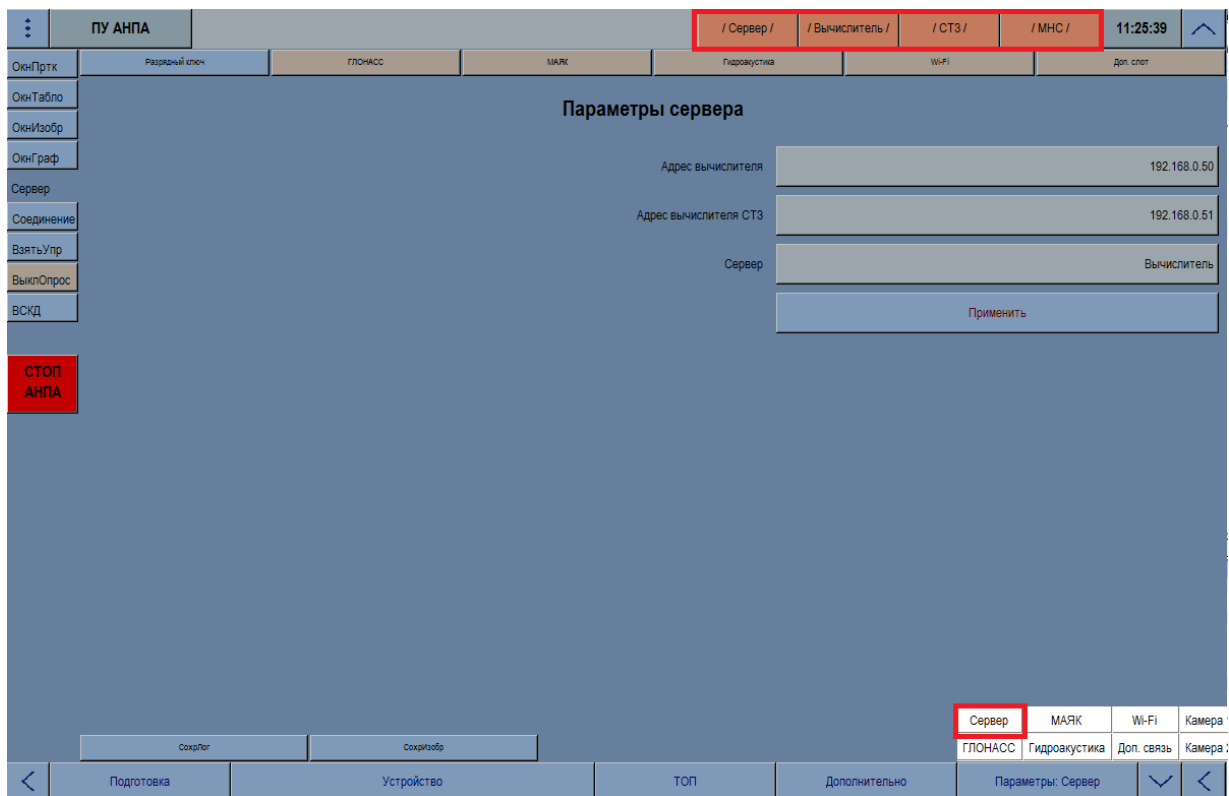 ПУ АНПА / Сервер / / Вычислитель / / СТЗ / / МНС / 11:25:39
ОкнПртк Разрядный ключ ГЛОНАСС МАЯК Гидроакустика Wi-Fi Доп. слот
ОкнТабло
Параметры сервера
ОкнИзобр
ОкнГраф
Адрес вычислителя 192.168.0.50
Сервер
Соединение Адрес вычислителя СТЗ 192.168.0.51
ВзятьУпр
Сервер Вычислитель
ВыклОпрос
ВСКД Применить
СТОП
АНПА
Сервер МАЯК Wi-Fi Камера
СохрЛог СохрИзобр ГЛОНАСС Гидроакустика Доп. связь Камера 2
Подготовка Устройство ТОП Дополнительно Параметры: Сервер